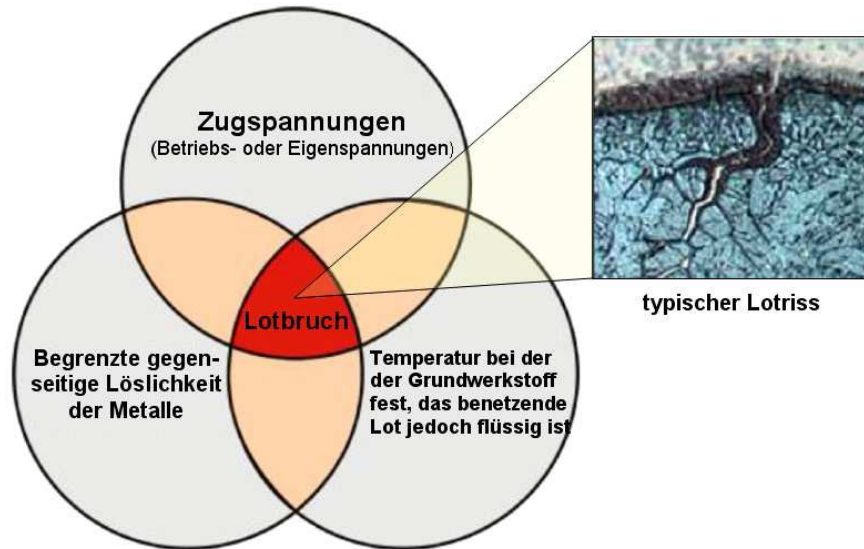 Zugspannungen
(Betriebs- oder Eigenspannungen)
Lotbruch
Begrenzte gegen-
seitige Löslichkeit
der Metalle
Temperatur bei der
der Grundwerkstoff
fest, das benetzende
Lot jedoch flüssig ist
typischer Lotriss